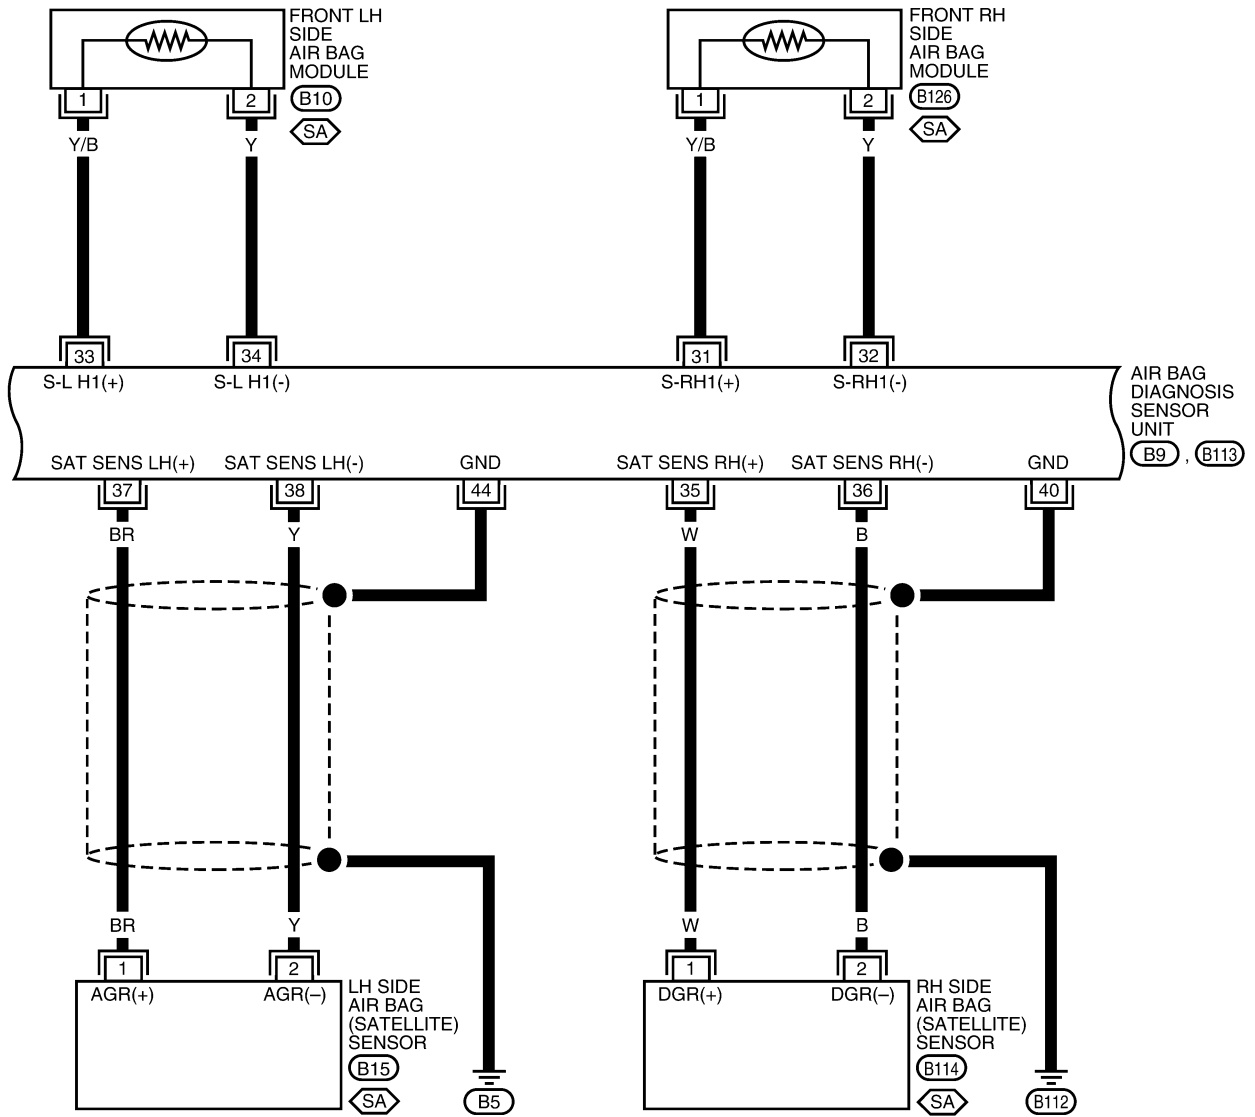 FRONT LH
SIDE
AIR BAG
MODULE
B10
SA
1
2
Y/B
Y
FRONT RH
SIDE
AIR BAG
MODULE
B126
SA
1
2
Y/B
Y
33
34
31
32
S-L H1(+)
S-L H1(-)
S-RH1(+)
S-RH1(-)
AIR BAG
DIAGNOSIS
SENSOR
UNIT
B9 , B113
SAT SENS LH(+)
SAT SENS LH(-)
GND
SAT SENS RH(+)
SAT SENS RH(-)
GND
37
38
44
35
36
40
BR
Y
W
B
BR
Y
W
B
1
2
1
2
AGR(+)
AGR(–)
LH SIDE
AIR BAG
(SATELLITE)
SENSOR
B15
SA
B5
DGR(+)
DGR(–)
RH SIDE
AIR BAG
(SATELLITE)
SENSOR
B114
SA
B112